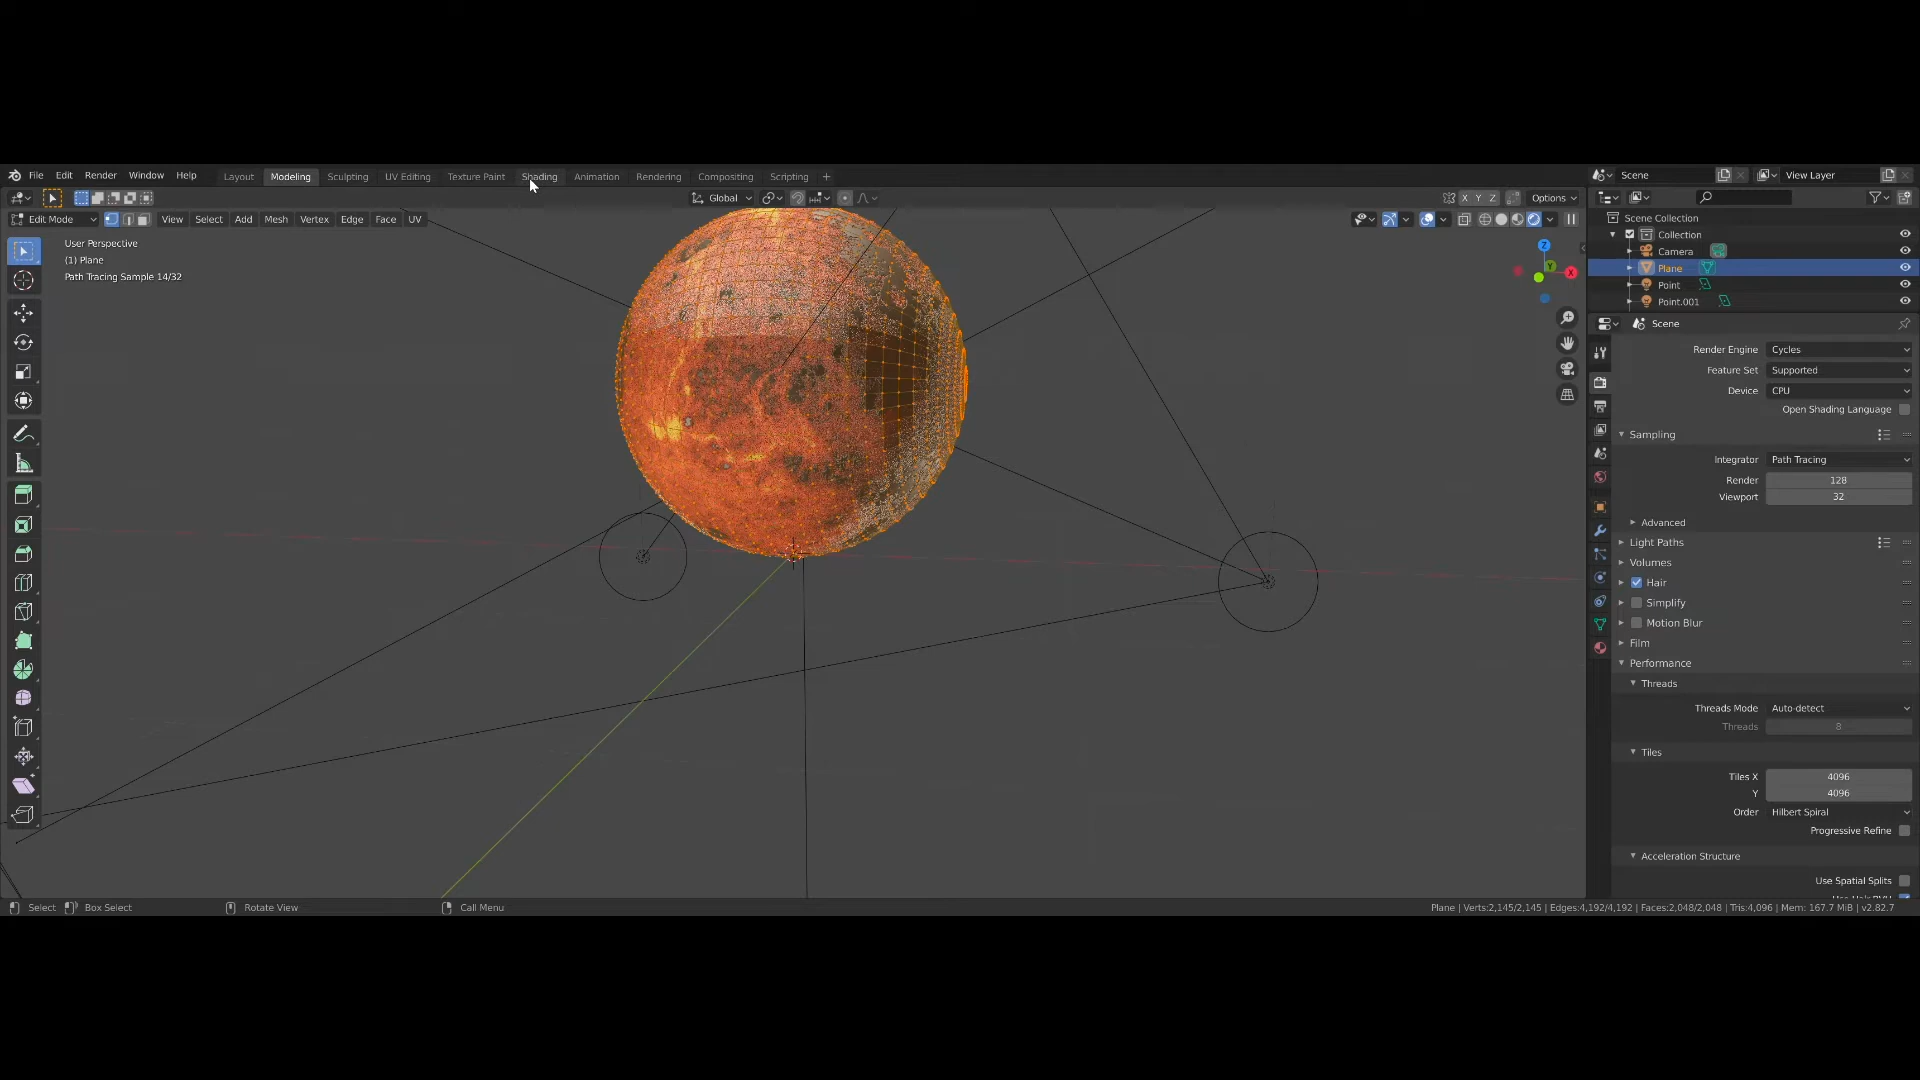 File Edit Render Window Help Layout Modeling Sculpting UV Editing Texture Paint Shading Animation Rendering Compositing Scripting + Scene View Layer
Global X Y Z Options
Edit Mode View Select Add Mesh Vertex Edge Face UV
User Perspective
(1) Plane
Path Tracing Sample 14/32
Z
Y
X
Scene Collection
Collection
Camera
Plane
Point
Point.001
Scene
Render Engine Cycles
Feature Set Supported
Device CPU
Open Shading Language
Sampling
Integrator Path Tracing
Render 128
Viewport 32
Advanced
Light Paths
Volumes
Hair
Simplify
Motion Blur
Film
Performance
Threads
Threads Mode Auto-detect
Threads 8
Tiles
Tiles X 4096
Y 4096
Order Hilbert Spiral
Progressive Refine
Acceleration Structure
Use Spatial Splits
Select Box Select Rotate View Call Menu Plane | Verts:2,145/2,145 | Edges:4,192/4,192 | Faces:2,048/2,048 | Tris:4,096 | Mem: 167.7 MiB | v2.82.7